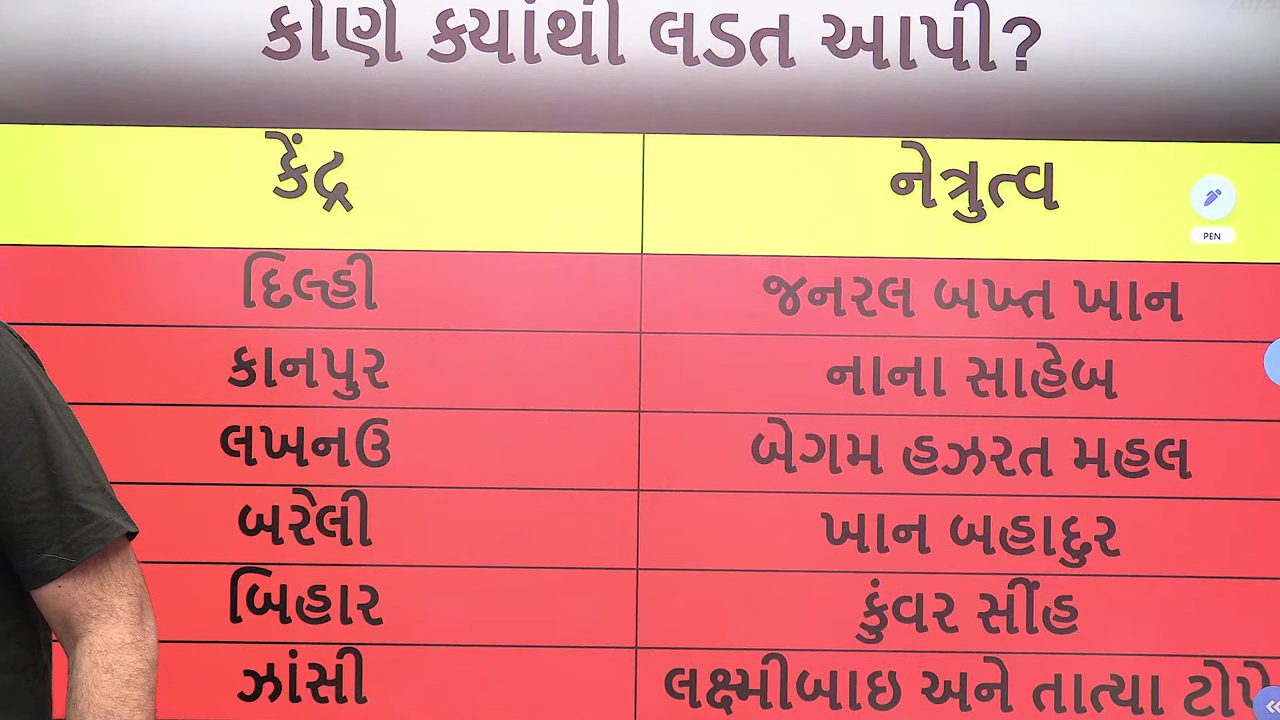 કોણે ક્યાંથી લડત આપી?
કેંદ્ર નેત્રુત્વ
PEN
દિલ્હી જનરલ બખ્ત ખાન
કાનપુર નાના સાહેબ
લખનઉ બેગમ હઝરત મહલ
બરેલી ખાન બહાદુર
બિહાર કુંવર સીંહ
ઝાંસી લક્ષ્મીબાઇ અને તાત્યા ટોપે